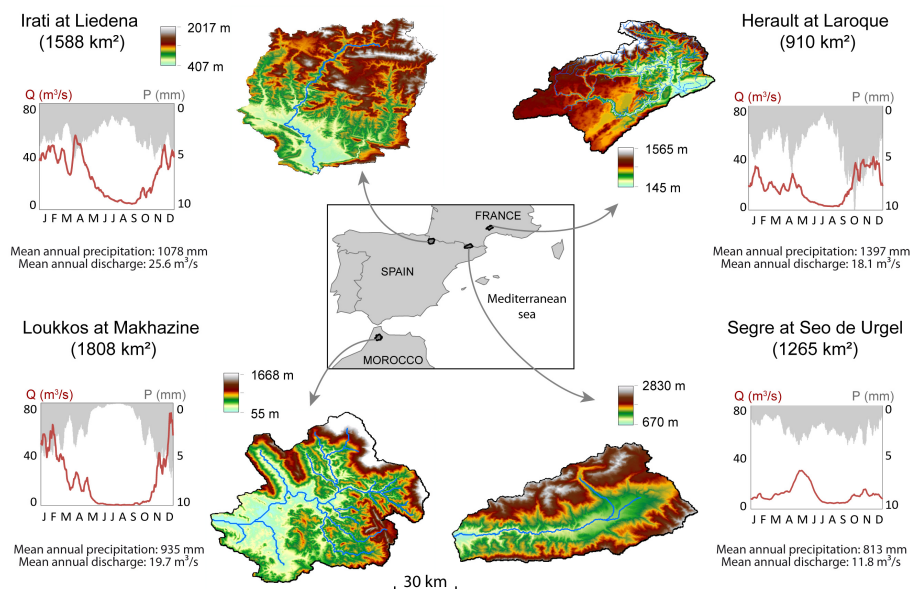 Irati at Liedena
(1588 km²)
2017 m
407 m
Q (m³/s)
P (mm)
80
40
0
0
5
10
J F M A M J J A S O N D
Mean annual precipitation: 1078 mm
Mean annual discharge: 25.6 m³/s
Herault at Laroque
(910 km²)
1565 m
145 m
Q (m³/s)
P (mm)
80
40
0
0
5
10
J F M A M J J A S O N D
Mean annual precipitation: 1397 mm
Mean annual discharge: 18.1 m³/s
FRANCE
SPAIN
Mediterranean
sea
MOROCCO
Loukkos at Makhazine
(1808 km²)
1668 m
55 m
Q (m³/s)
P (mm)
80
40
0
0
5
10
J F M A M J J A S O N D
Mean annual precipitation: 935 mm
Mean annual discharge: 19.7 m³/s
Segre at Seo de Urgel
(1265 km²)
2830 m
670 m
Q (m³/s)
P (mm)
80
40
0
0
5
10
J F M A M J J A S O N D
Mean annual precipitation: 813 mm
Mean annual discharge: 11.8 m³/s
30 km